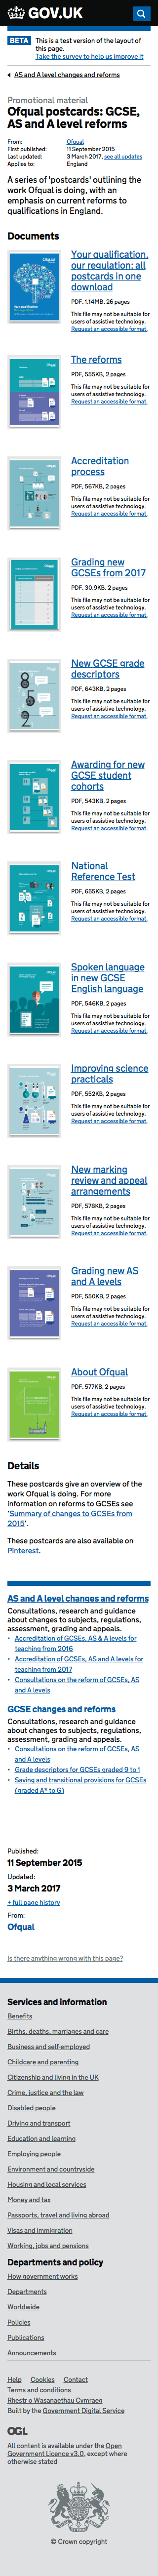 GOV.UK
BETA This is a test version of the layout of
this page.
Take the survey to help us improve it
AS and A level changes and reforms
Promotional material
Ofqual postcards: GCSE,
AS and A level reforms
From: Ofqual
First published: 11 September 2015
Last updated: 3 March 2017, see all updates
Applies to: England
A series of 'postcards' outlining the
work Ofqual is doing, with an
emphasis on current reforms to
qualifications in England.
Documents
Your qualification,
our regulation: all
postcards in one
download
PDF, 1.14MB, 26 pages
This file may not be suitable for
users of assistive technology.
Request an accessible format.
The reforms
PDF, 555KB, 2 pages
This file may not be suitable for
users of assistive technology.
Request an accessible format.
Accreditation
process
PDF, 567KB, 2 pages
This file may not be suitable for
users of assistive technology.
Request an accessible format.
Grading new
GCSEs from 2017
PDF, 30.9KB, 2 pages
This file may not be suitable for
users of assistive technology.
Request an accessible format.
New GCSE grade
descriptors
PDF, 643KB, 2 pages
This file may not be suitable for
users of assistive technology.
Request an accessible format.
Awarding for new
GCSE student
cohorts
PDF, 543KB, 2 pages
This file may not be suitable for
users of assistive technology.
Request an accessible format.
National
Reference Test
PDF, 655KB, 2 pages
This file may not be suitable for
users of assistive technology.
Request an accessible format.
Spoken language
in new GCSE
English language
PDF, 546KB, 2 pages
This file may not be suitable for
users of assistive technology.
Request an accessible format.
Improving science
practicals
PDF, 552KB, 2 pages
This file may not be suitable for
users of assistive technology.
Request an accessible format.
New marking
review and appeal
arrangements
PDF, 578KB, 2 pages
This file may not be suitable for
users of assistive technology.
Request an accessible format.
Grading new AS
and A levels
PDF, 550KB, 2 pages
This file may not be suitable for
users of assistive technology.
Request an accessible format.
About Ofqual
PDF, 577KB, 2 pages
This file may not be suitable for
users of assistive technology.
Request an accessible format.
Details
These postcards give an overview of the
work Ofqual is doing. For more
information on reforms to GCSEs see
'Summary of changes to GCSEs from
2015'.
These postcards are also available on
Pinterest.
AS and A level changes and reforms
Consultations, research and guidance
about changes to subjects, regulations,
assessment, grading and appeals.
• Accreditation of GCSEs, AS & A levels for
teaching from 2016
• Accreditation of GCSEs, AS and A levels for
teaching from 2017
• Consultations on the reform of GCSEs, AS
and A levels
GCSE changes and reforms
Consultations, research and guidance
about changes to subjects, regulations,
assessment, grading and appeals.
• Consultations on the reform of GCSEs, AS
and A levels
• Grade descriptors for GCSEs graded 9 to 1
• Saving and transitional provisions for GCSEs
(graded A* to G)
Published:
11 September 2015
Updated:
3 March 2017
+ full page history
From:
Ofqual
Is there anything wrong with this page?
Services and information
Benefits
Births, deaths, marriages and care
Business and self-employed
Childcare and parenting
Citizenship and living in the UK
Crime, justice and the law
Disabled people
Driving and transport
Education and learning
Employing people
Environment and countryside
Housing and local services
Money and tax
Passports, travel and living abroad
Visas and immigration
Working, jobs and pensions
Departments and policy
How government works
Departments
Worldwide
Policies
Publications
Announcements
Help Cookies Contact
Terms and conditions
Rhestr o Wasanaethau Cymraeg
Built by the Government Digital Service
OGL
All content is available under the Open
Government Licence v3.0, except where
otherwise stated
© Crown copyright